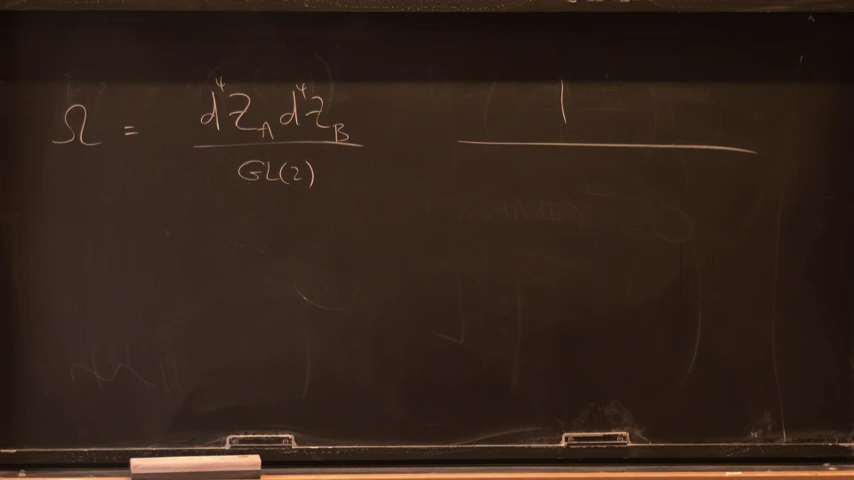 Ω = d⁴Z_A d⁴Z_B / GL(2) 1